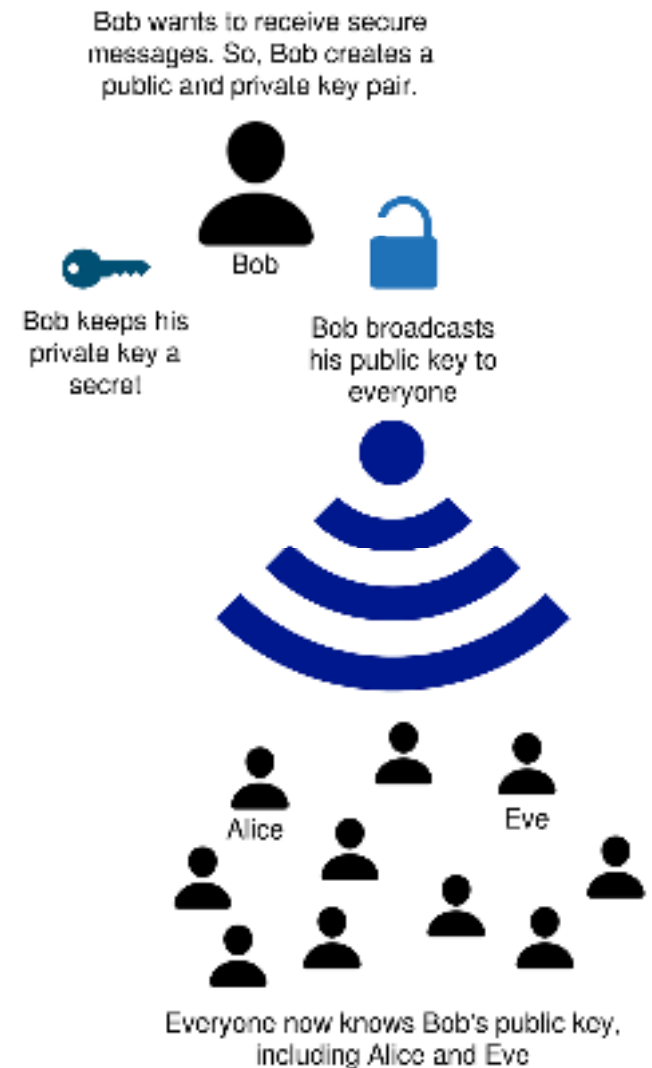 Bob wants to receive secure
messages. So, Bob creates a
public and private key pair.
Bob
Bob keeps his
private key a
secret
Bob broadcasts
his public key to
everyone
Alice
Eve
Everyone now knows Bob's public key,
including Alice and Eve